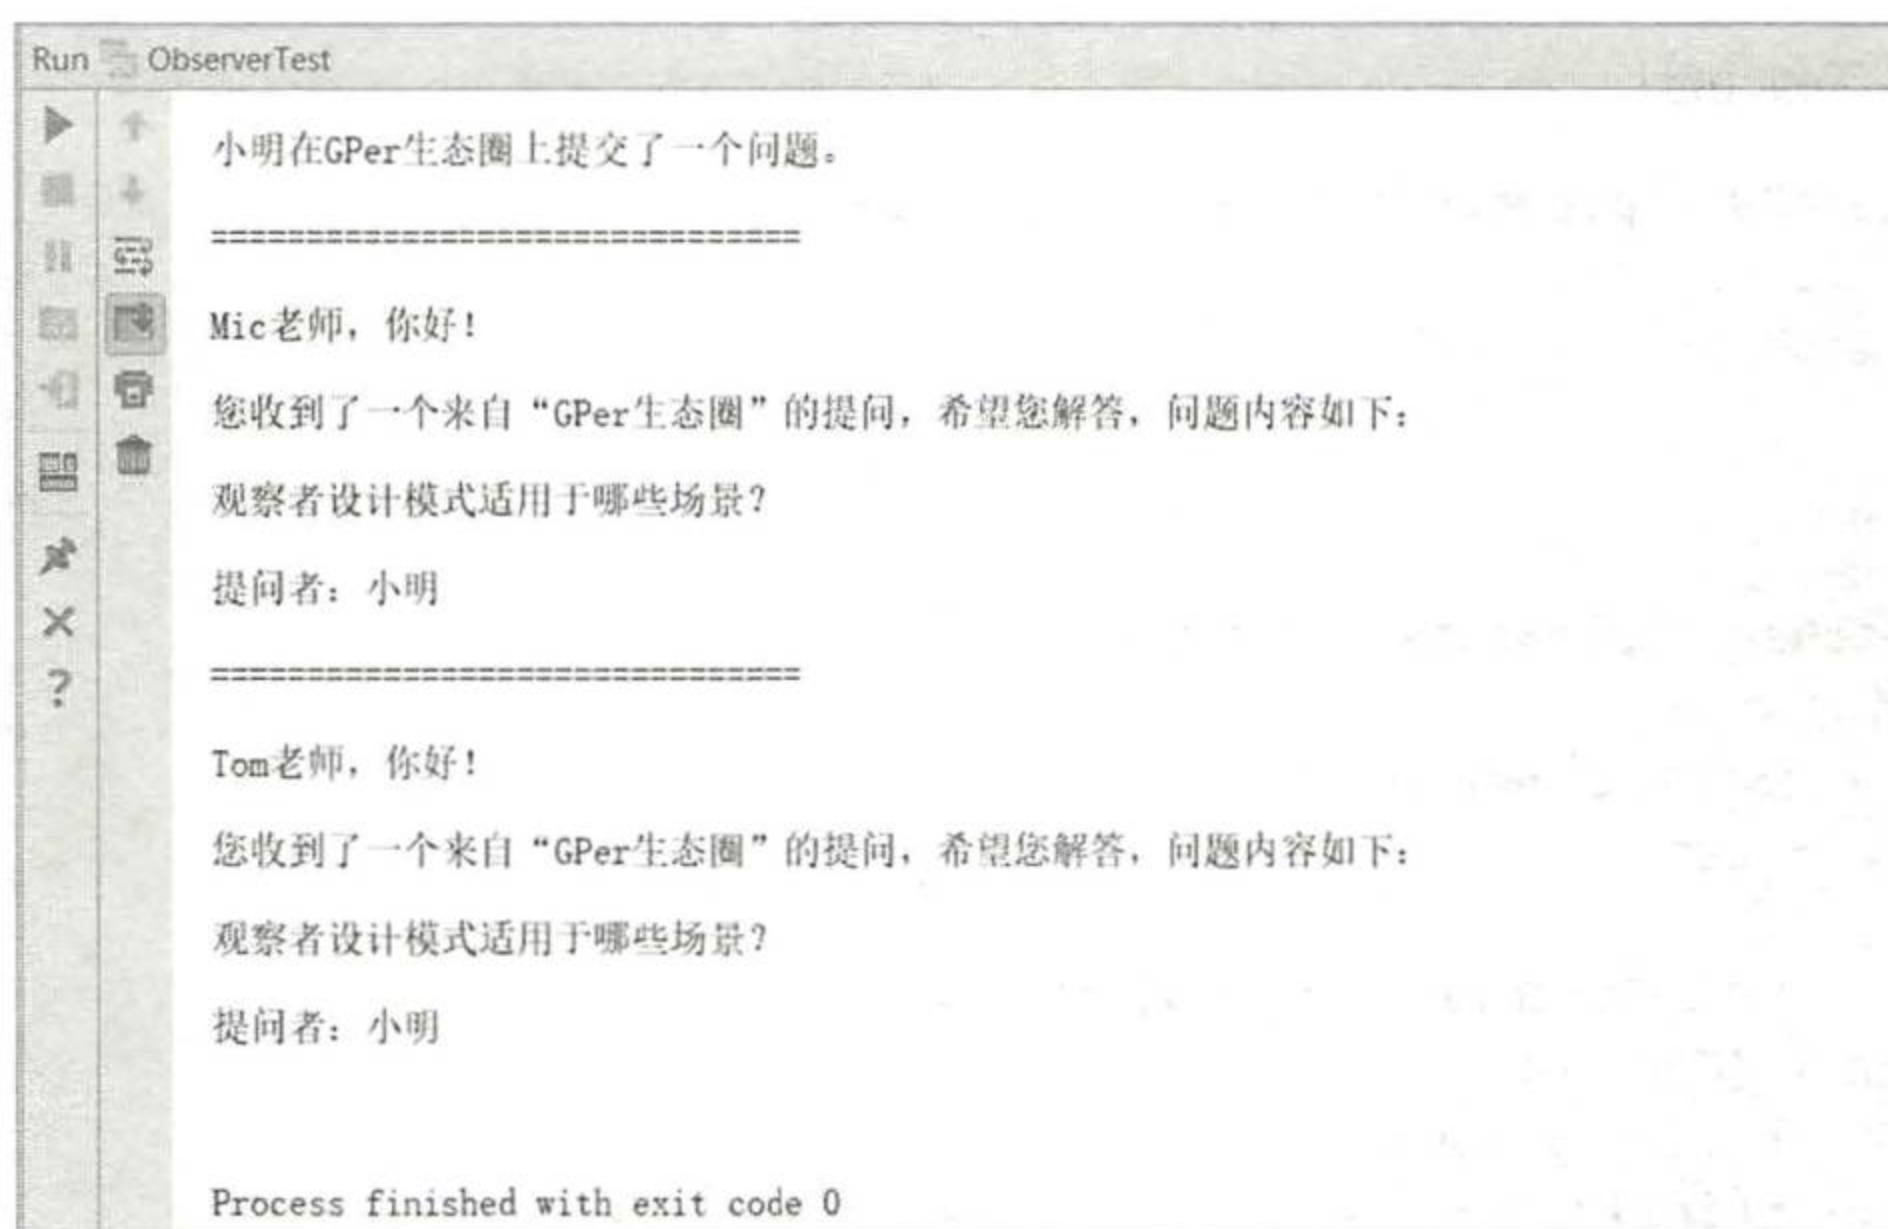 Run ObserverTest
小明在GPer生态圈上提交了一个问题。
===============================
Mic老师，你好！
您收到了一个来自“GPer生态圈”的提问，希望您解答，问题内容如下：
观察者设计模式适用于哪些场景？
提问者：小明
===============================
Tom老师，你好！
您收到了一个来自“GPer生态圈”的提问，希望您解答，问题内容如下：
观察者设计模式适用于哪些场景？
提问者：小明
Process finished with exit code 0